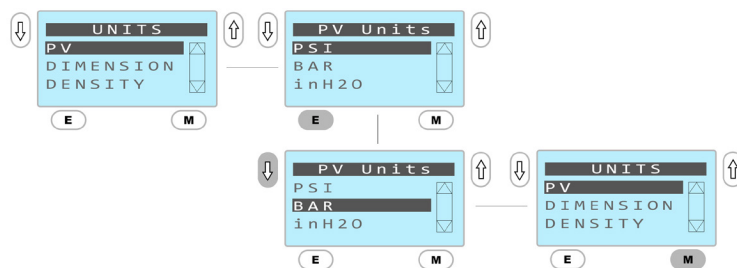 UNITS
PV
DIMENSION
DENSITY
E
M
PV Units
PSI
BAR
inH2O
E
M
PV Units
PSI
BAR
inH2O
E
M
UNITS
PV
DIMENSION
DENSITY
E
M